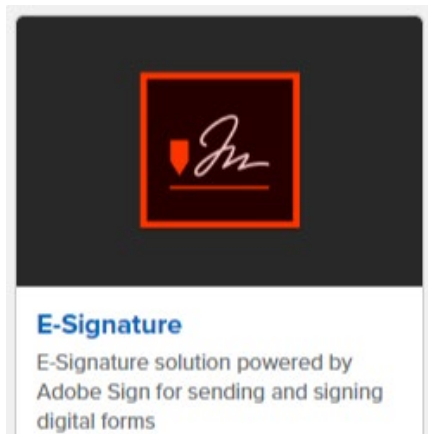 E-Signature
E-Signature solution powered by
Adobe Sign for sending and signing
digital forms